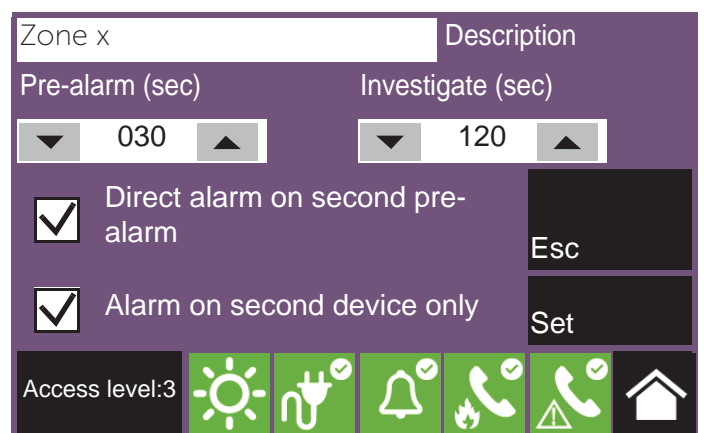 Zone x Description
Pre-alarm (sec) Investigate (sec)
030 120
Direct alarm on second pre-
alarm
Esc
Alarm on second device only
Set
Access level:3